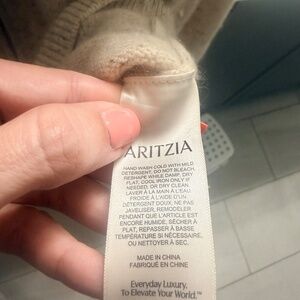 ARITZIA
HAND WASH COLD WITH MILD
DETERGENT, DO NOT BLEACH,
RESHAPE WHILE DAMP, DRY
FLAT, COOL IRON ONLY IF
NEEDED, OR DRY CLEAN.
LAVER À LA MAIN À L'EAU
FROIDE À L'AIDE D'UN
DÉTERGENT DOUX, NE PAS
JAVELISER, REMODELER
PENDANT QUE L'ARTICLE EST
ENCORE HUMIDE, SÉCHER À
PLAT, REPASSER À BASSE
TEMPÉRATURE SI NÉCESSAIRE,
OU NETTOYER À SEC.
MADE IN CHINA
FABRIQUÉ EN CHINE
Everyday Luxury,
To Elevate Your World.™